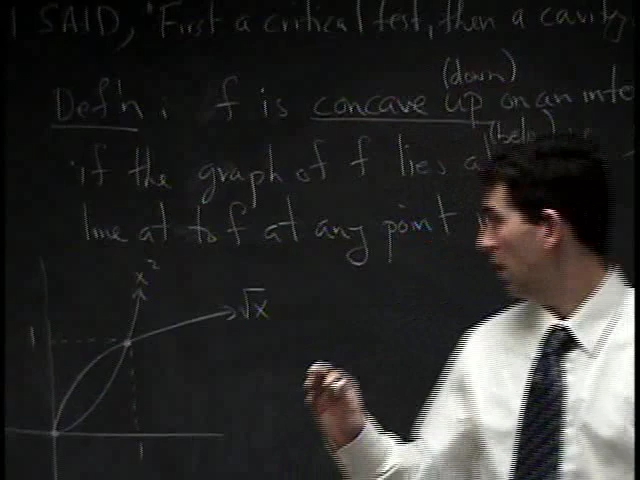 I SAID, "First a critical test, then a cavity
(down)
Def'n: f is concave up on an inte
(below)
if the graph of f lies a
line at to f at any point
x²
√x
1
1